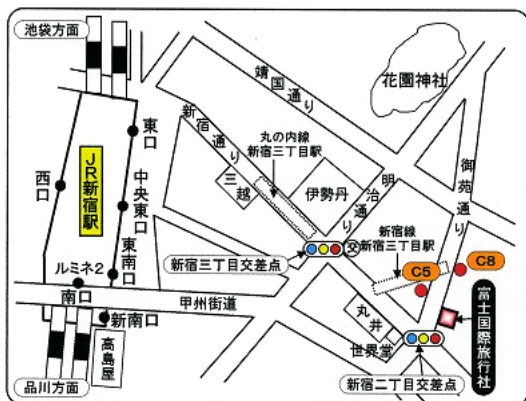 池袋方面
花園神社
靖国通り
新宿通り
東口
丸の内線
新宿三丁目駅
明治通り
御苑通り
JR新宿駅
三越
伊勢丹
西口
中央東口
交
新宿線
新宿三丁目駅
C8
C5
東南口
新宿三丁目交差点
ルミネ2
南口
甲州街道
丸井
富士国際旅行社
新南口
世界堂
高島屋
品川方面
新宿二丁目交差点